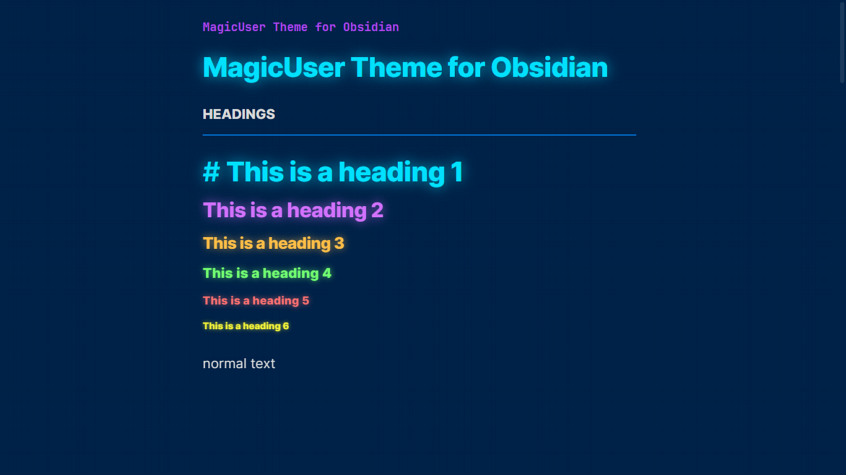 MagicUser Theme for Obsidian
MagicUser Theme for Obsidian
HEADINGS
# This is a heading 1
This is a heading 2
This is a heading 3
This is a heading 4
This is a heading 5
This is a heading 6
normal text